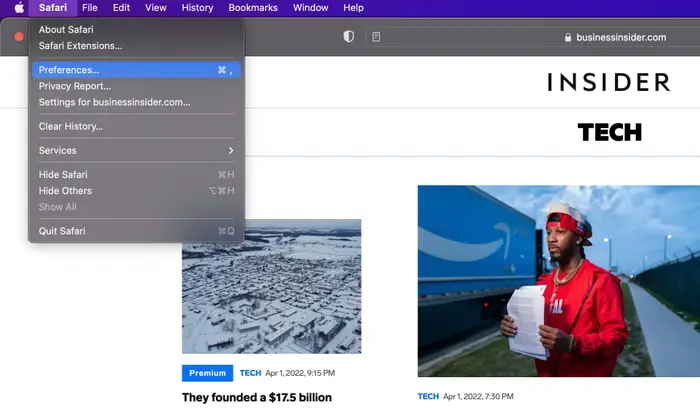 Safari File Edit View History Bookmarks Window Help
About Safari
Safari Extensions...
Preferences... ⌘ ,
Privacy Report...
Settings for businessinsider.com...
Clear History...
Services
Hide Safari ⌘H
Hide Others ⌥⌘H
Show All
Quit Safari ⌘Q
businessinsider.com
INSIDER
TECH
Premium TECH Apr 1, 2022, 9:15 PM
They founded a $17.5 billion
TECH Apr 1, 2022, 7:30 PM